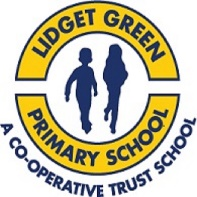 LIDGET GREEN
PRIMARY SCHOOL
A CO-OPERATIVE TRUST SCHOOL